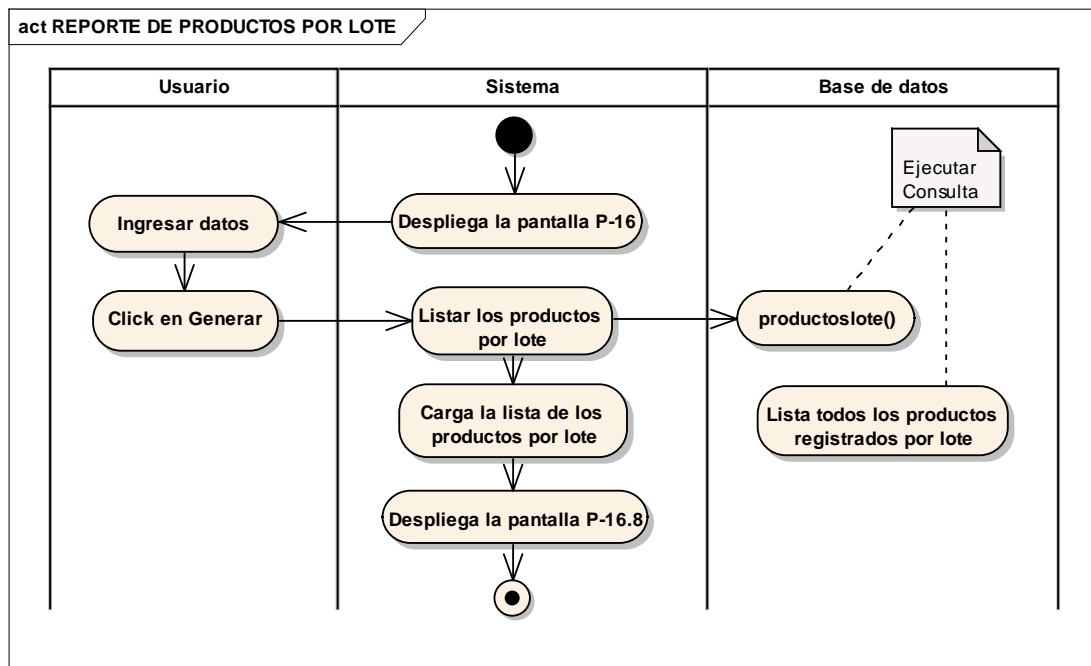 act REPORTE DE PRODUCTOS POR LOTE
Usuario
Sistema
Base de datos
Ejecutar
Consulta
Ingresar datos
Despliega la pantalla P-16
Click en Generar
Listar los productos
por lote
productoslote()
Carga la lista de los
productos por lote
Lista todos los productos
registrados por lote
Despliega la pantalla P-16.8